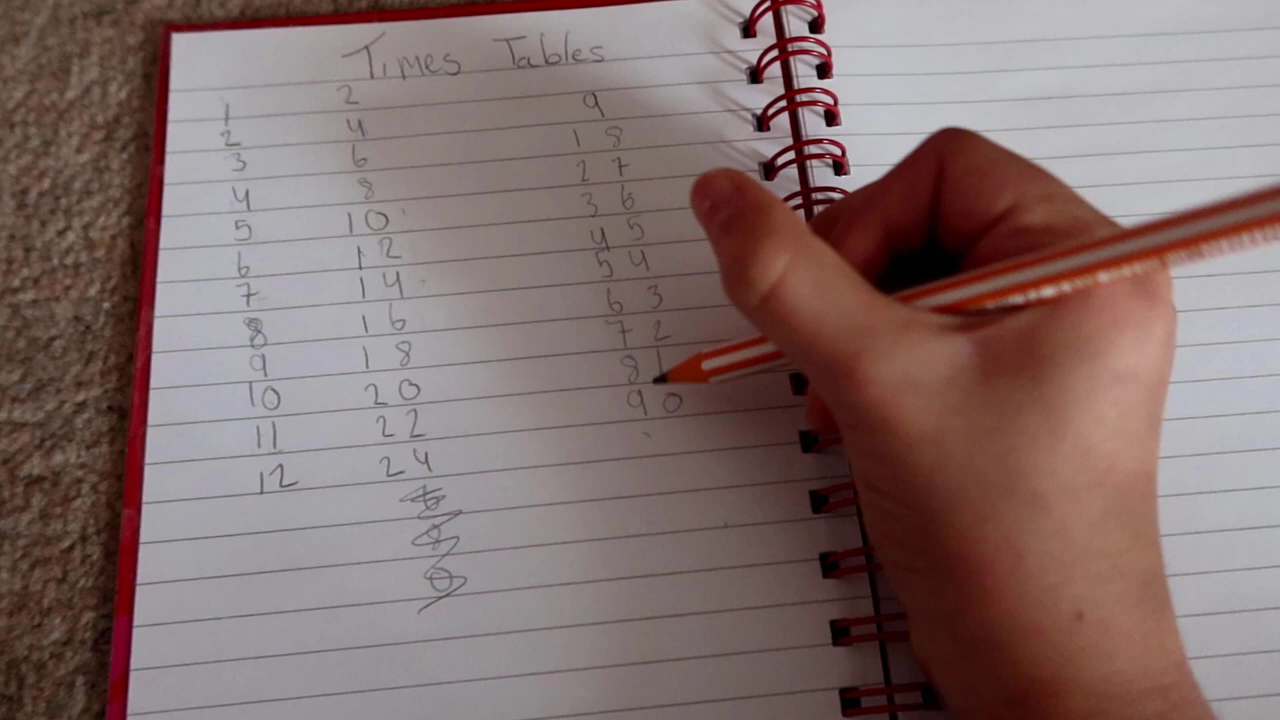 Times Tables
1 2 9
2 4 18
3 6 27
4 8 36
5 10 45
6 12 54
7 14 63
8 16 72
9 18 81
10 20 90
11 22
12 24